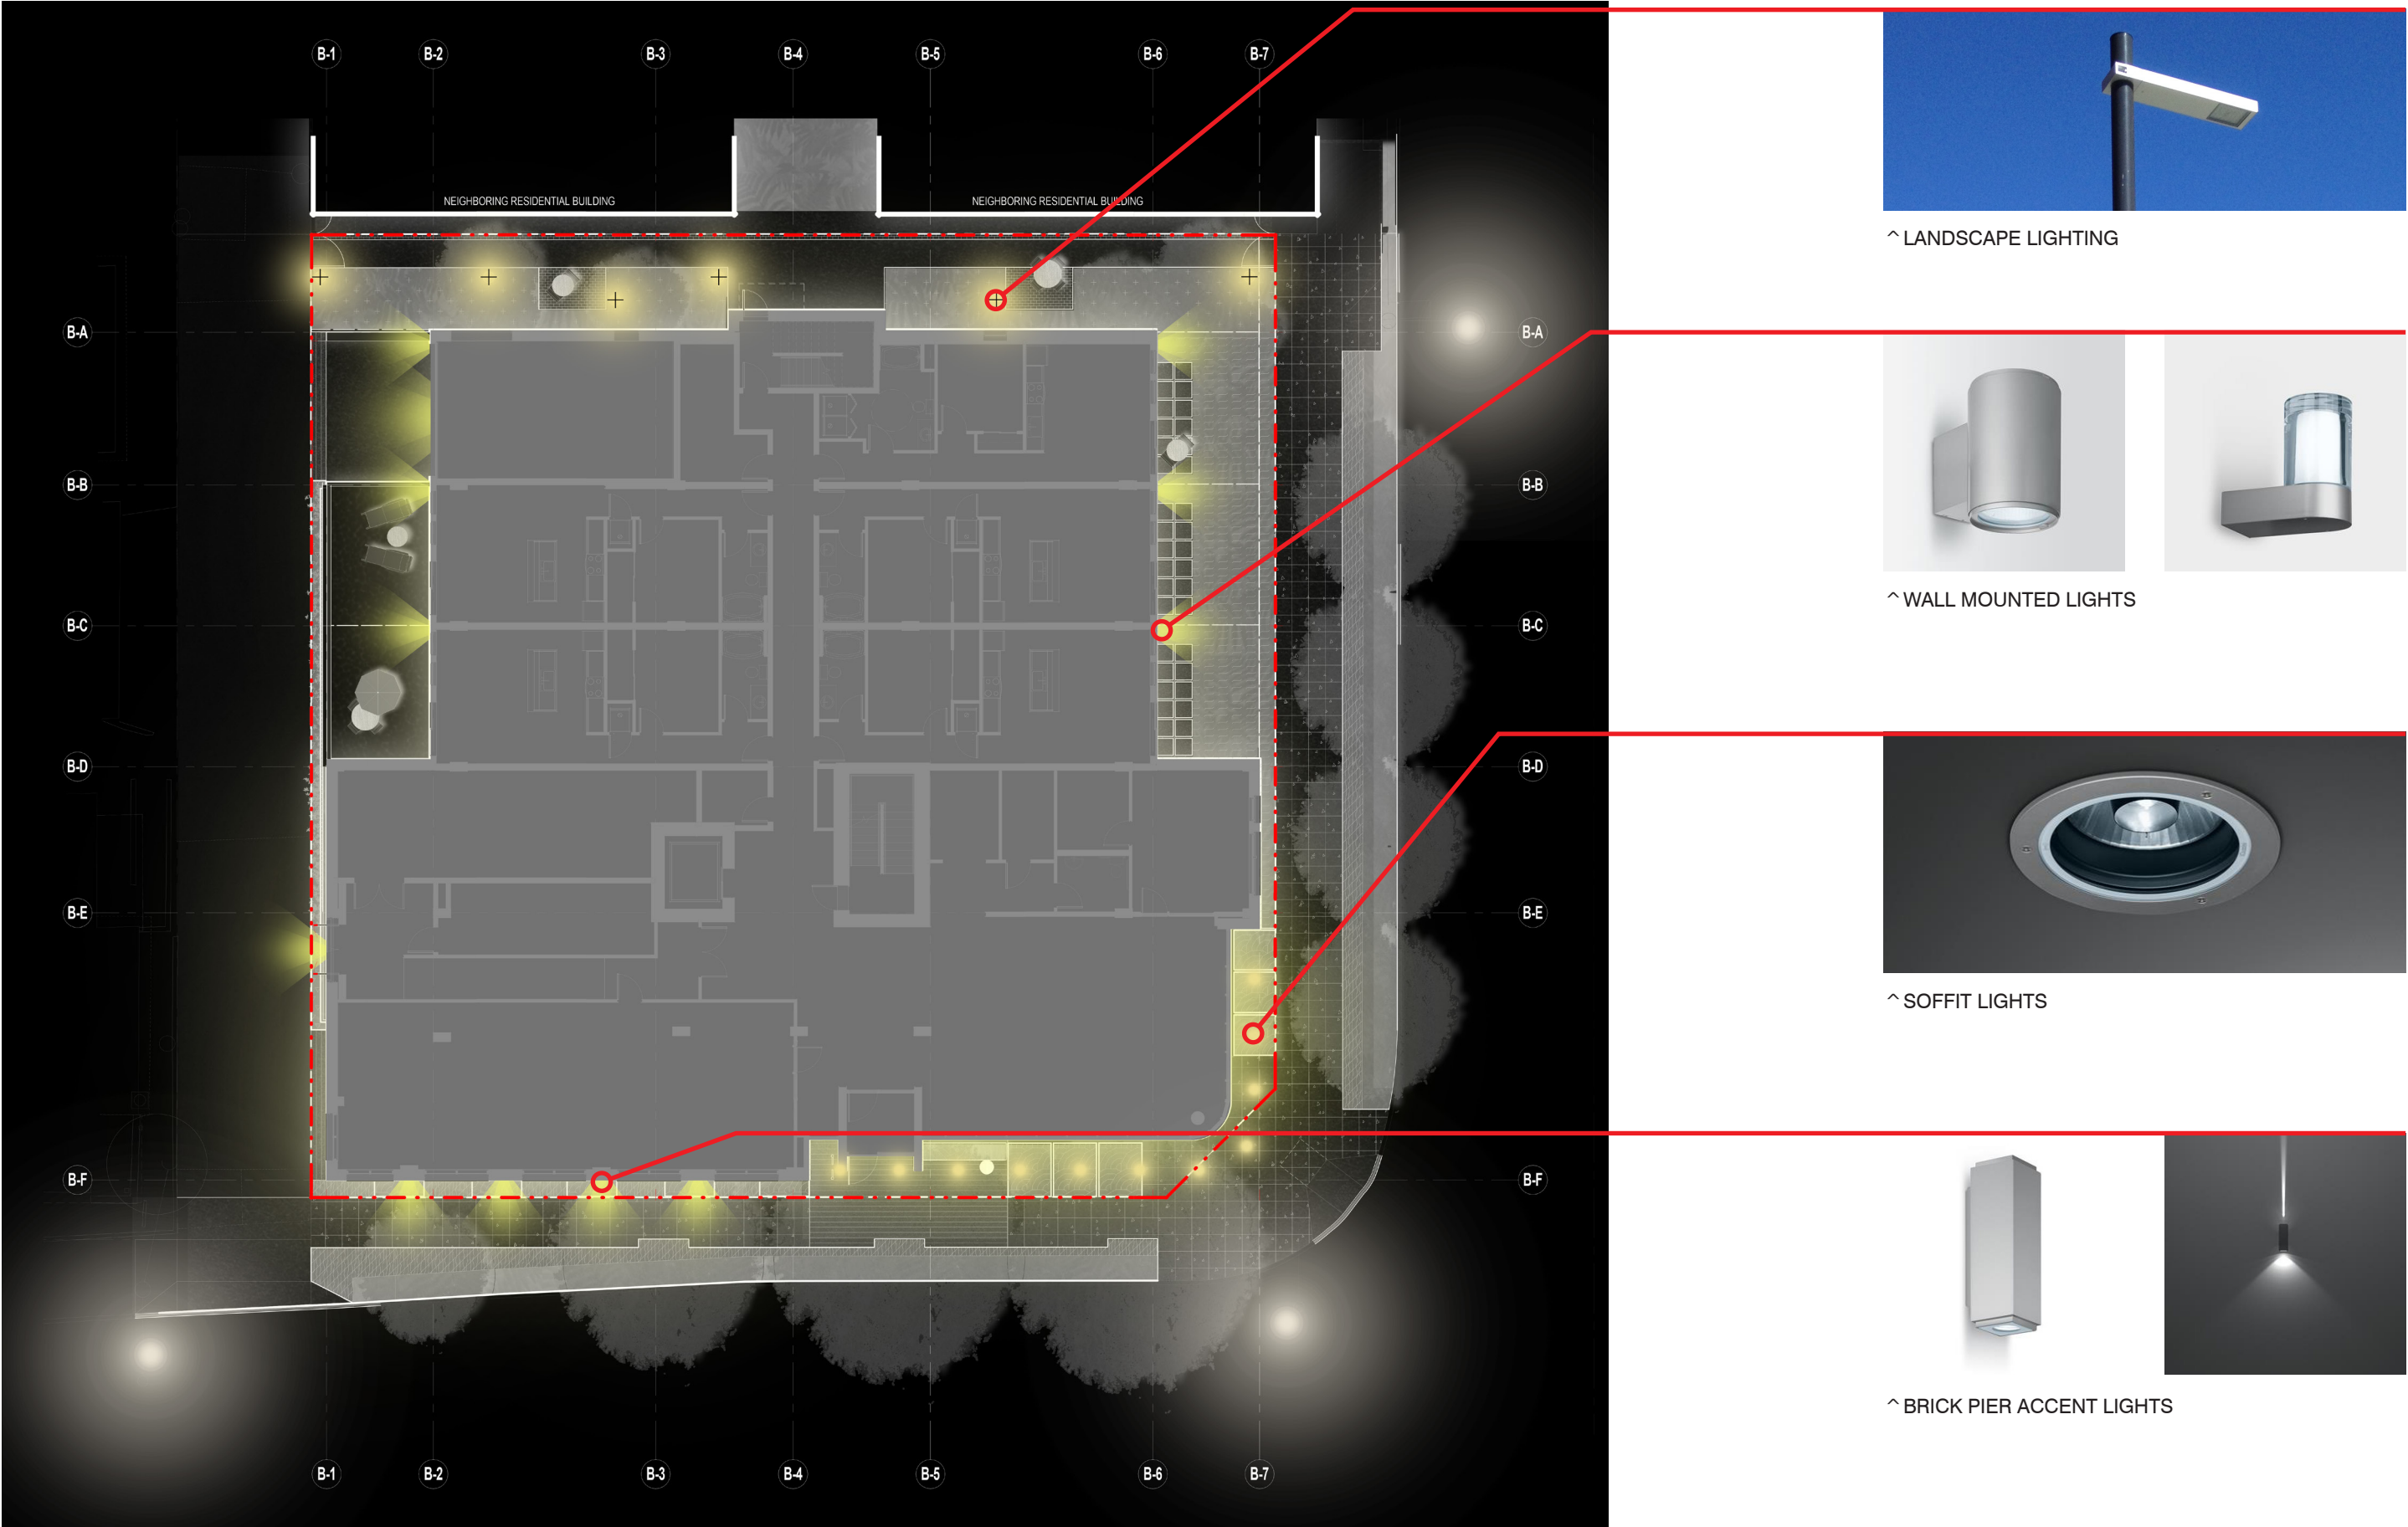 B-1 B-2 B-3 B-4 B-5 B-6 B-7
NEIGHBORING RESIDENTIAL BUILDING NEIGHBORING RESIDENTIAL BUILDING
^ LANDSCAPE LIGHTING
B-A B-A
B-B B-B
^ WALL MOUNTED LIGHTS
B-C B-C
B-D B-D
B-E B-E
^ SOFFIT LIGHTS
B-F B-F
^ BRICK PIER ACCENT LIGHTS
B-1 B-2 B-3 B-4 B-5 B-6 B-7